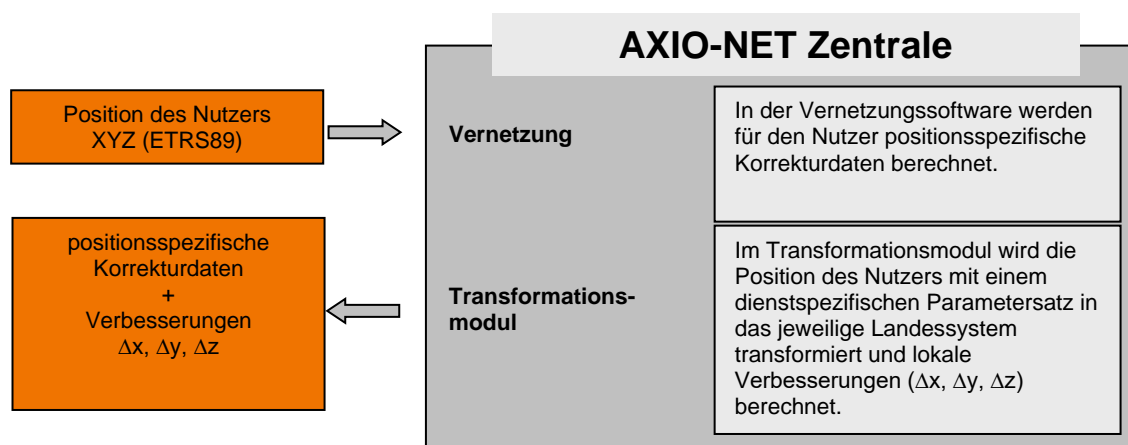 AXIO-NET Zentrale
Position des Nutzers
XYZ (ETRS89)
Vernetzung
In der Vernetzungssoftware werden
für den Nutzer positionsspezifische
Korrekturdaten berechnet.
positionsspezifische
Korrekturdaten
+
Verbesserungen
Δx, Δy, Δz
Transformations-
modul
Im Transformationsmodul wird die
Position des Nutzers mit einem
dienstspezifischen Parametersatz in
das jeweilige Landessystem
transformiert und lokale
Verbesserungen (Δx, Δy, Δz)
berechnet.